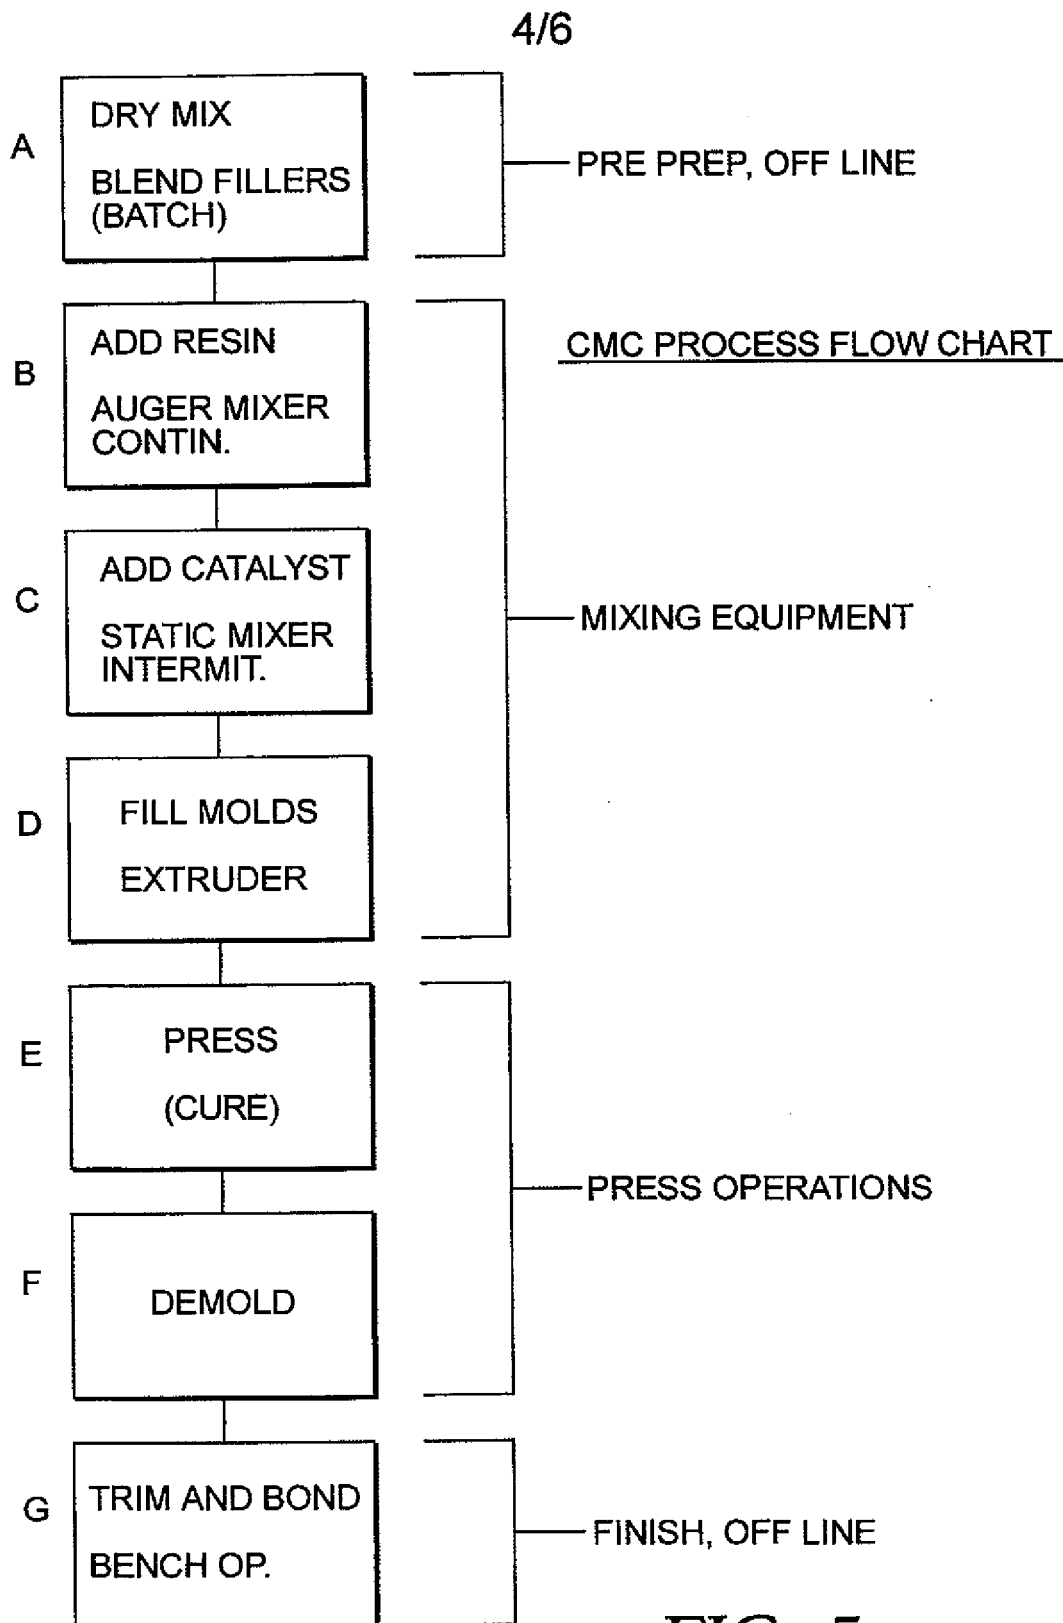 4/6
A
DRY MIX
BLEND FILLERS
(BATCH)
PRE PREP, OFF LINE
CMC PROCESS FLOW CHART
B
ADD RESIN
AUGER MIXER
CONTIN.
C
ADD CATALYST
STATIC MIXER
INTERMIT.
MIXING EQUIPMENT
D
FILL MOLDS
EXTRUDER
E
PRESS
(CURE)
PRESS OPERATIONS
F
DEMOLD
G
TRIM AND BOND
BENCH OP.
FINISH, OFF LINE